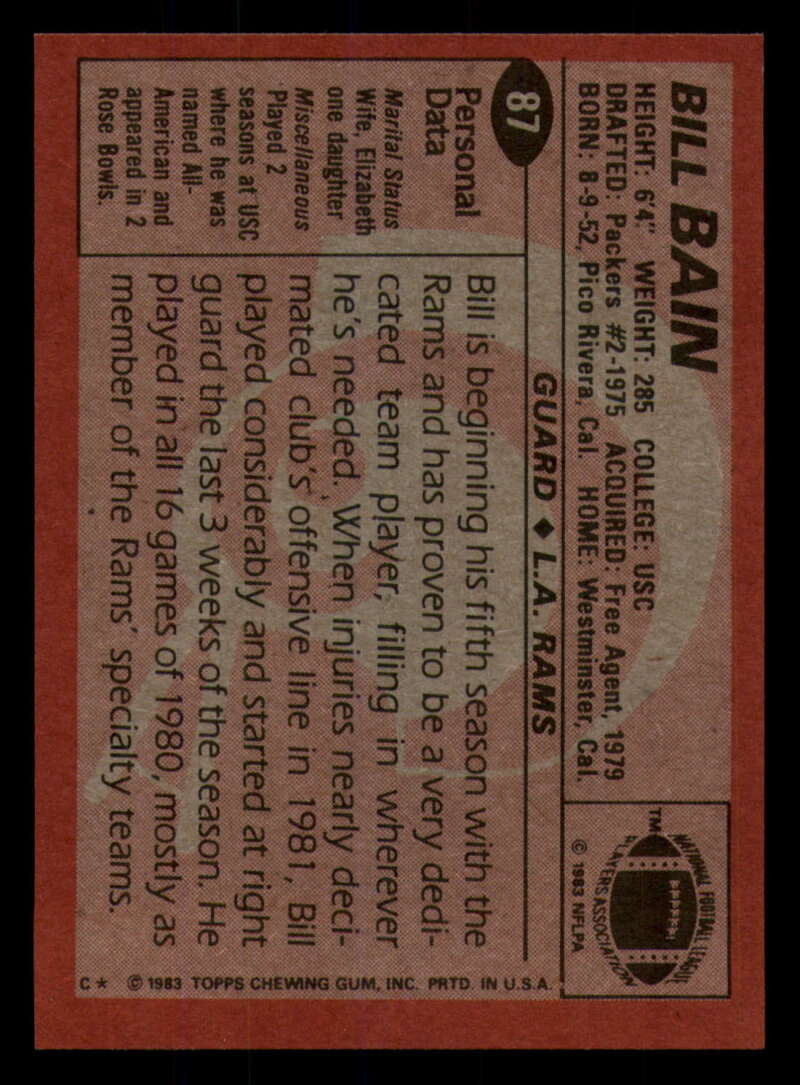 BILL BAIN
HEIGHT: 6'4" WEIGHT: 285 COLLEGE: USC
DRAFTED: Packers #2-1975 ACQUIRED: Free Agent, 1979
BORN: 8-9-52, Pico Rivera, Cal. HOME: Westminster, Cal.
TM
NATIONAL FOOTBALL LEAGUE
PLAYERS ASSOCIATION
© 1983 NFLPA
GUARD ♦ L.A. RAMS
87
Personal
Data
Marital Status
Wife, Elizabeth
one daughter
Miscellaneous
Played 2
seasons at USC
where he was
named All-
American and
appeared in 2
Rose Bowls.
Bill is beginning his fifth season with the
Rams and has proven to be a very dedi-
cated team player, filling in wherever
he's needed. When injuries nearly deci-
mated club's offensive line in 1981, Bill
played considerably and started at right
guard the last 3 weeks of the season. He
played in all 16 games of 1980, mostly as
member of the Rams' specialty teams.
C* © 1983 TOPPS CHEWING GUM, INC. PRTD. IN U.S.A.